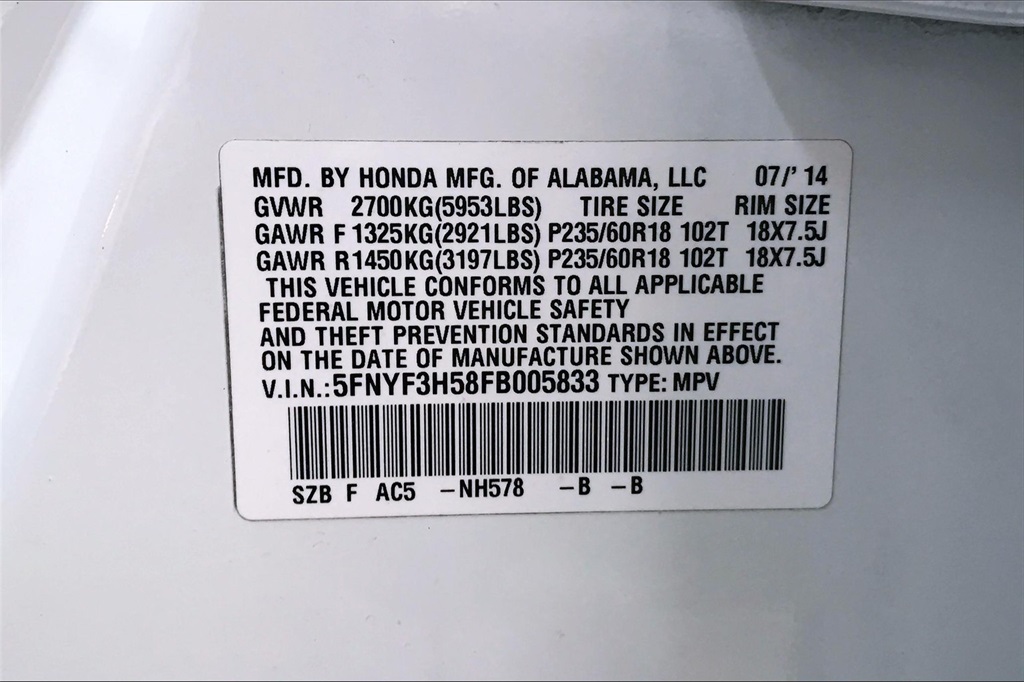 MFD. BY HONDA MFG. OF ALABAMA, LLC 07/' 14
GVWR 2700KG(5953LBS) TIRE SIZE RIM SIZE
GAWR F 1325KG(2921LBS) P235/60R18 102T 18X7.5J
GAWR R1450KG(3197LBS) P235/60R18 102T 18X7.5J
THIS VEHICLE CONFORMS TO ALL APPLICABLE
FEDERAL MOTOR VEHICLE SAFETY
AND THEFT PREVENTION STANDARDS IN EFFECT
ON THE DATE OF MANUFACTURE SHOWN ABOVE.
V.I.N.:5FNYF3H58FB005833 TYPE: MPV
SZB F AC5 -NH578 -B -B